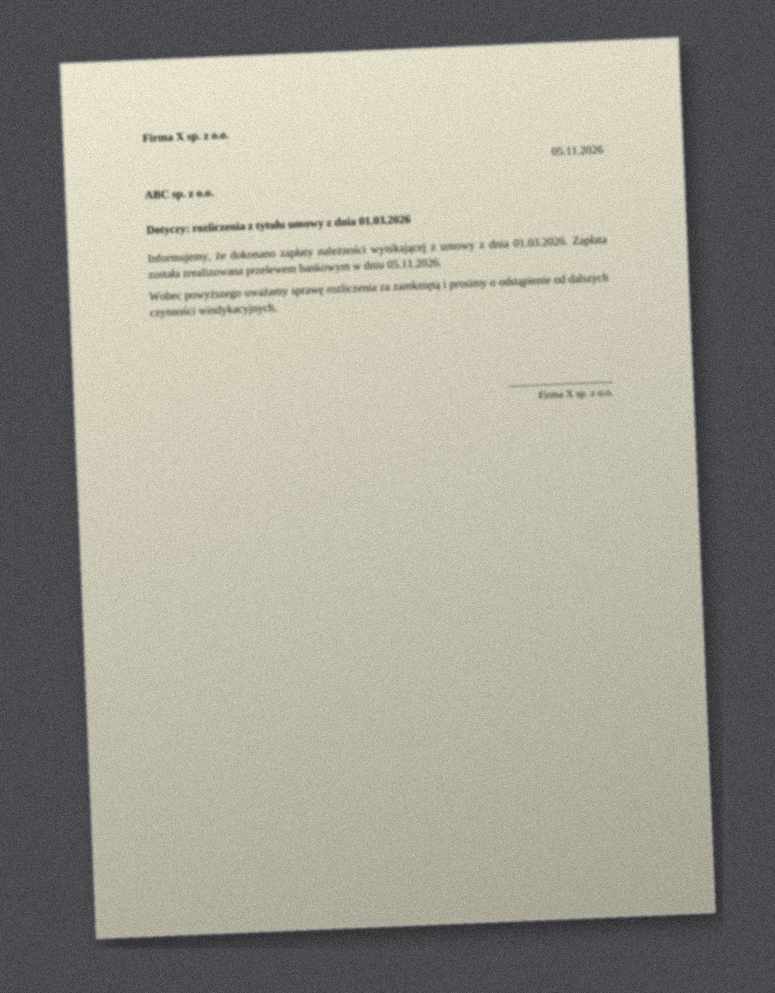 Firma X sp. z o.o.
05.11.2026
ABC sp. z o.o.
Dotyczy: rozliczenia z tytułu umowy z dnia 01.03.2026
Informujemy, że dokonano zapłaty należności wynikającej z umowy z dnia 01.03.2026. Zapłata
została zrealizowana przelewem bankowym w dniu 05.11.2026.
Wobec powyższego uważamy sprawę rozliczenia za zamkniętą i prosimy o odstąpienie od dalszych
czynności windykacyjnych.
Firma X sp. z o.o.